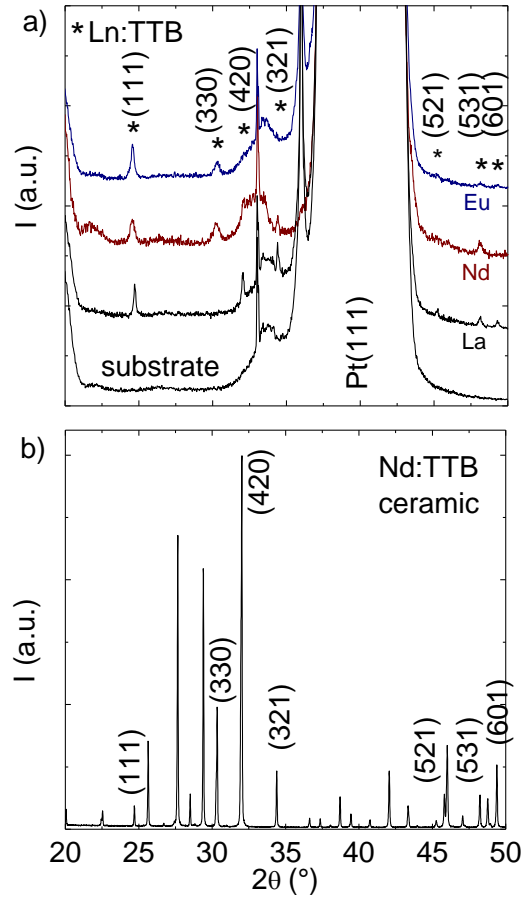 a)
* Ln:TTB
(111)
*
(330)
*
(420)
*
(321)
*
(521)
*
(531)
*
(601)
*
Eu
Nd
La
substrate
Pt(111)
I (a.u.)
b)
Nd:TTB
ceramic
(111)
(330)
(420)
(321)
(521)
(531)
(601)
I (a.u.)
20 25 30 35 40 45 50
2θ (°)